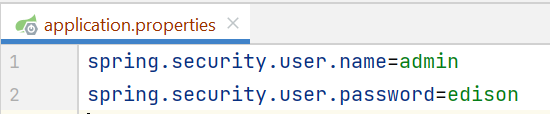 application.properties
1 spring.security.user.name=admin
2 spring.security.user.password=edison